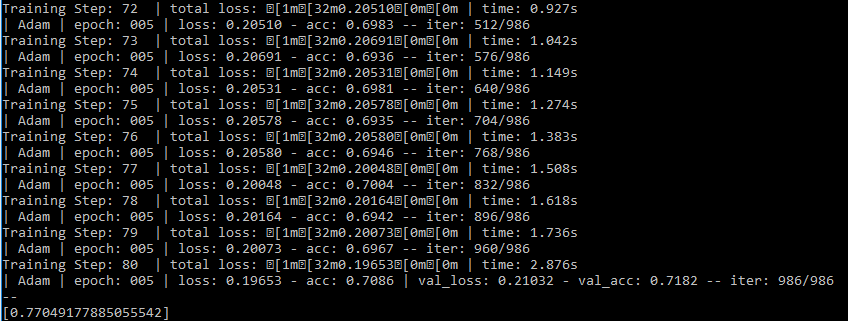 Training Step: 72  | total loss: [1m[32m0.20510[0m[0m | time: 0.927s
| Adam | epoch: 005 | loss: 0.20510 - acc: 0.6983 -- iter: 512/986
Training Step: 73  | total loss: [1m[32m0.20691[0m[0m | time: 1.042s
| Adam | epoch: 005 | loss: 0.20691 - acc: 0.6936 -- iter: 576/986
Training Step: 74  | total loss: [1m[32m0.20531[0m[0m | time: 1.149s
| Adam | epoch: 005 | loss: 0.20531 - acc: 0.6981 -- iter: 640/986
Training Step: 75  | total loss: [1m[32m0.20578[0m[0m | time: 1.274s
| Adam | epoch: 005 | loss: 0.20578 - acc: 0.6935 -- iter: 704/986
Training Step: 76  | total loss: [1m[32m0.20580[0m[0m | time: 1.383s
| Adam | epoch: 005 | loss: 0.20580 - acc: 0.6946 -- iter: 768/986
Training Step: 77  | total loss: [1m[32m0.20048[0m[0m | time: 1.508s
| Adam | epoch: 005 | loss: 0.20048 - acc: 0.7004 -- iter: 832/986
Training Step: 78  | total loss: [1m[32m0.20164[0m[0m | time: 1.618s
| Adam | epoch: 005 | loss: 0.20164 - acc: 0.6942 -- iter: 896/986
Training Step: 79  | total loss: [1m[32m0.20073[0m[0m | time: 1.736s
| Adam | epoch: 005 | loss: 0.20073 - acc: 0.6967 -- iter: 960/986
Training Step: 80  | total loss: [1m[32m0.19653[0m[0m | time: 2.876s
| Adam | epoch: 005 | loss: 0.19653 - acc: 0.7086 | val_loss: 0.21032 - val_acc: 0.7182 -- iter: 986/986
--
[0.77049177885055542]